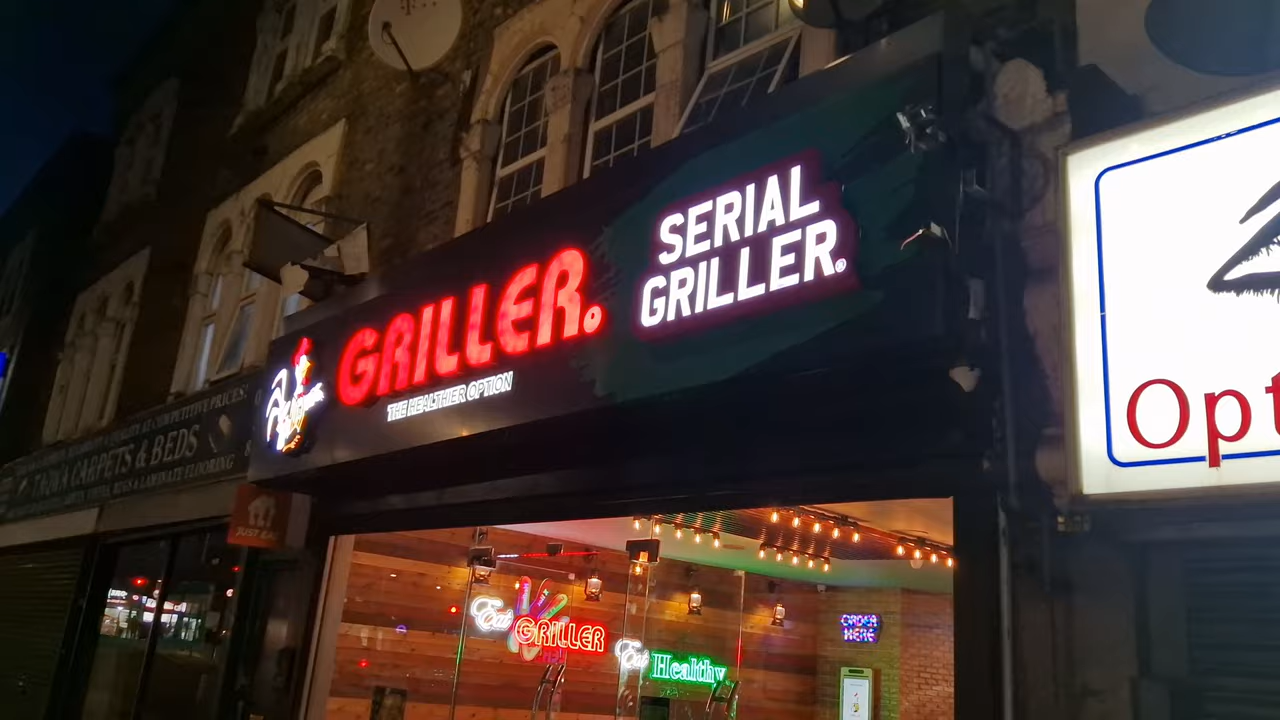 GRILLER.
THE HEALTHIER OPTION
SERIAL
GRILLER®
CARPETS & BEDS
JUST EAT
Eat
GRILLER
Eat
Healthy
ORDER
HERE
Opt